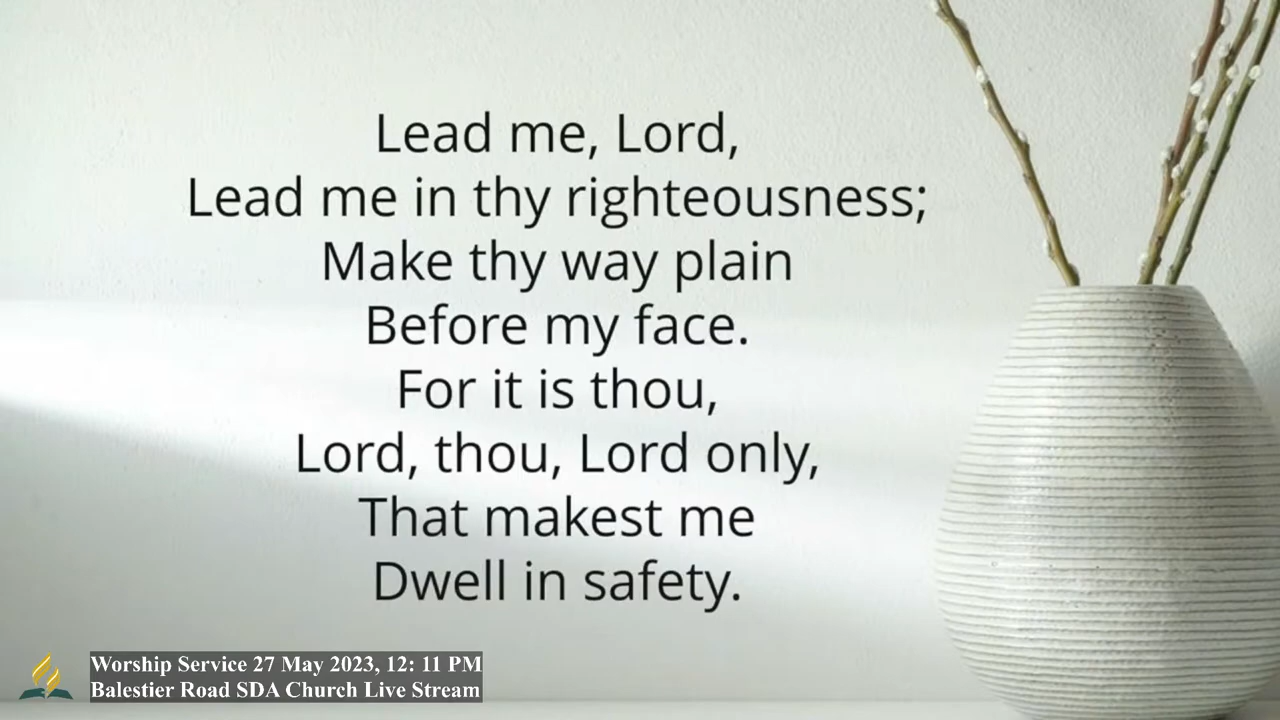 Lead me, Lord,
Lead me in thy righteousness;
Make thy way plain
Before my face.
For it is thou,
Lord, thou, Lord only,
That makest me
Dwell in safety.
Worship Service 27 May 2023, 12: 11 PM
Balestier Road SDA Church Live Stream